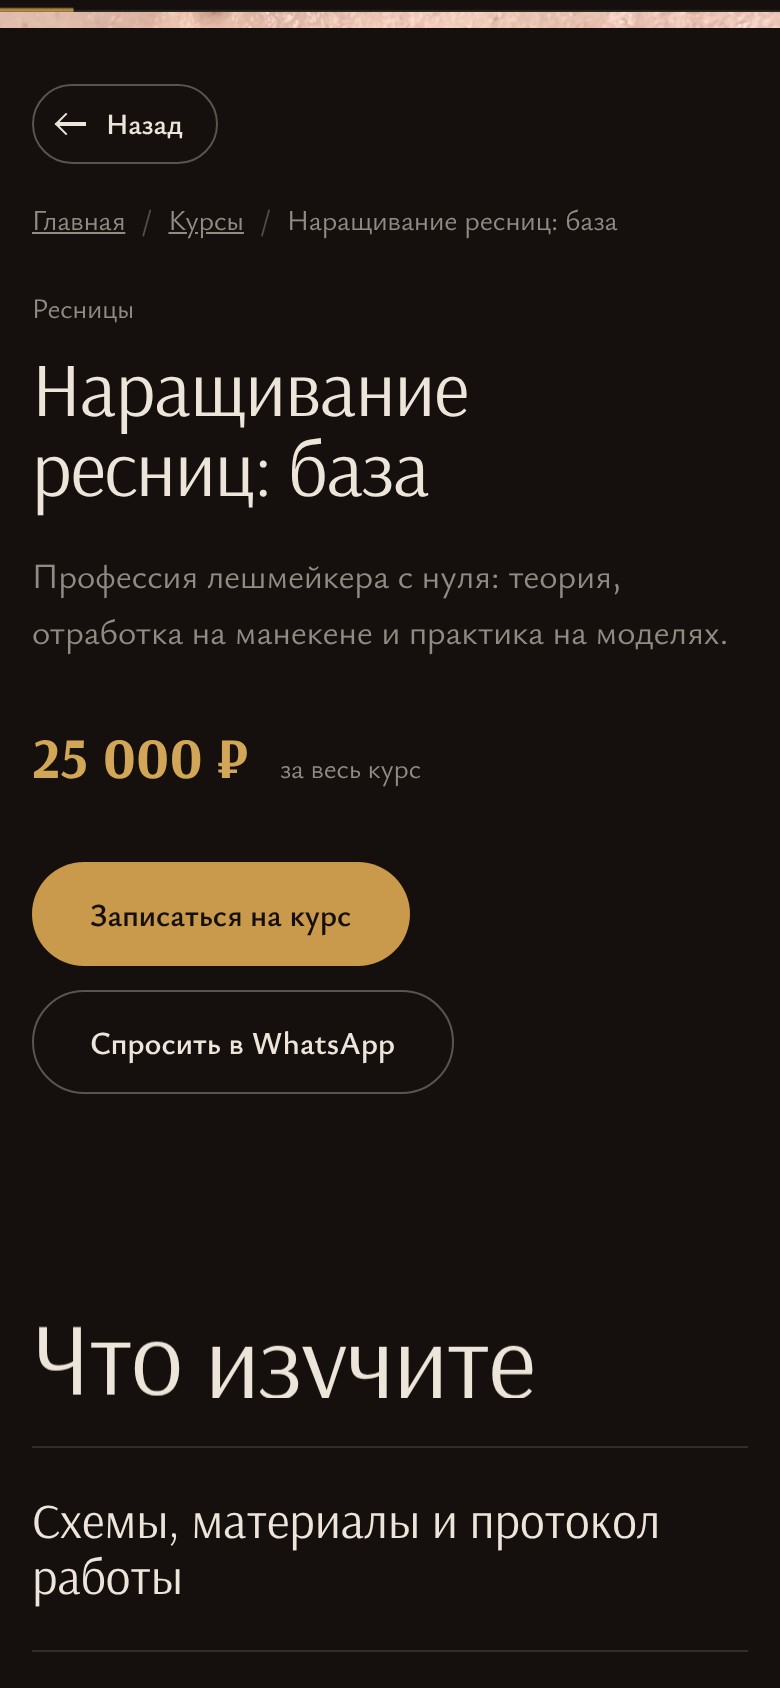 Назад
Главная / Курсы / Наращивание ресниц: база
Ресницы
Наращивание
ресниц: база
Профессия лешмейкера с нуля: теория,
отработка на манекене и практика на моделях.
25 000 ₽ за весь курс
Записаться на курс
Спросить в WhatsApp
Что изучите
Схемы, материалы и протокол
работы